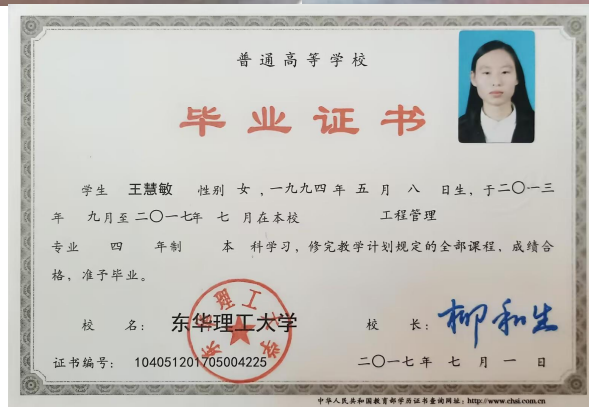 普通高等学校
毕业证书
学生 王慧敏 性别 女 ，一九九四 年 五 月 八 日生，于二〇一三
年 九月至 二〇一七年 七 月在本校 工程管理
专业 四 年制 本 科学习，修完教学计划规定的全部课程，成绩合
格，准予毕业。
校 名： 东华理工大学 校 长： 柳和生
东华理工大学
证书编号： 104051201705004225 二〇一七 年 七 月 一 日
中华人民共和国教育部学历证书查询网址：http://www.chsi.com.cn